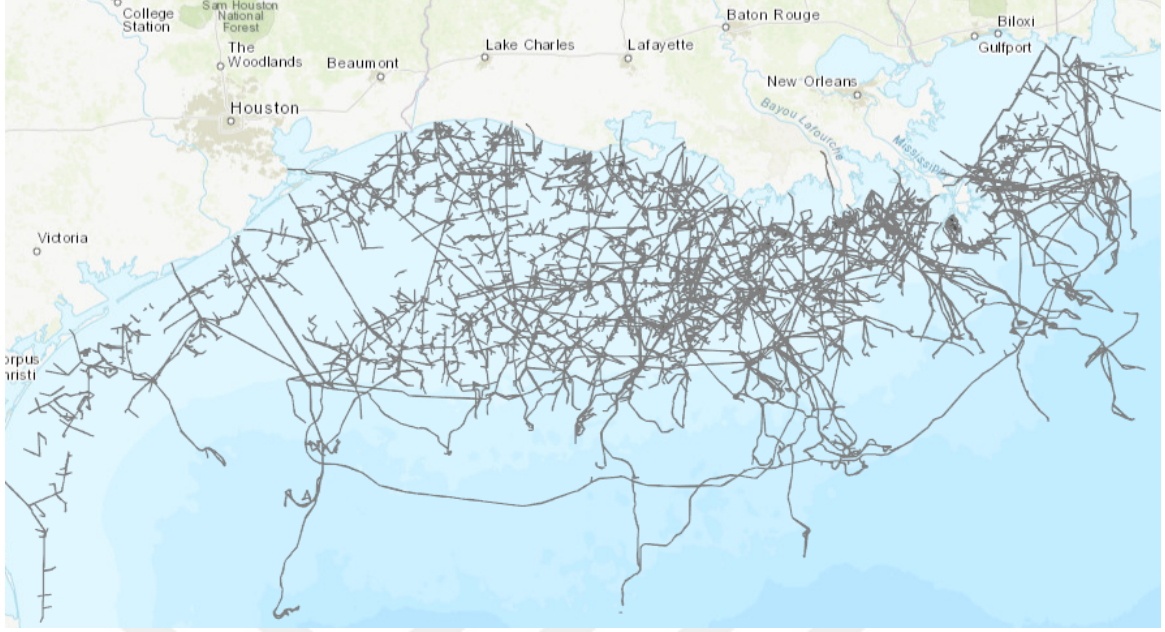 College
Station
Sam Houston
National
Forest
The
Woodlands
Beaumont
Lake Charles
Lafayette
Baton Rouge
Biloxi
Gulfport
New Orleans
Houston
Bayou Lafourche
Mississippi
Victoria
orpus
hristi